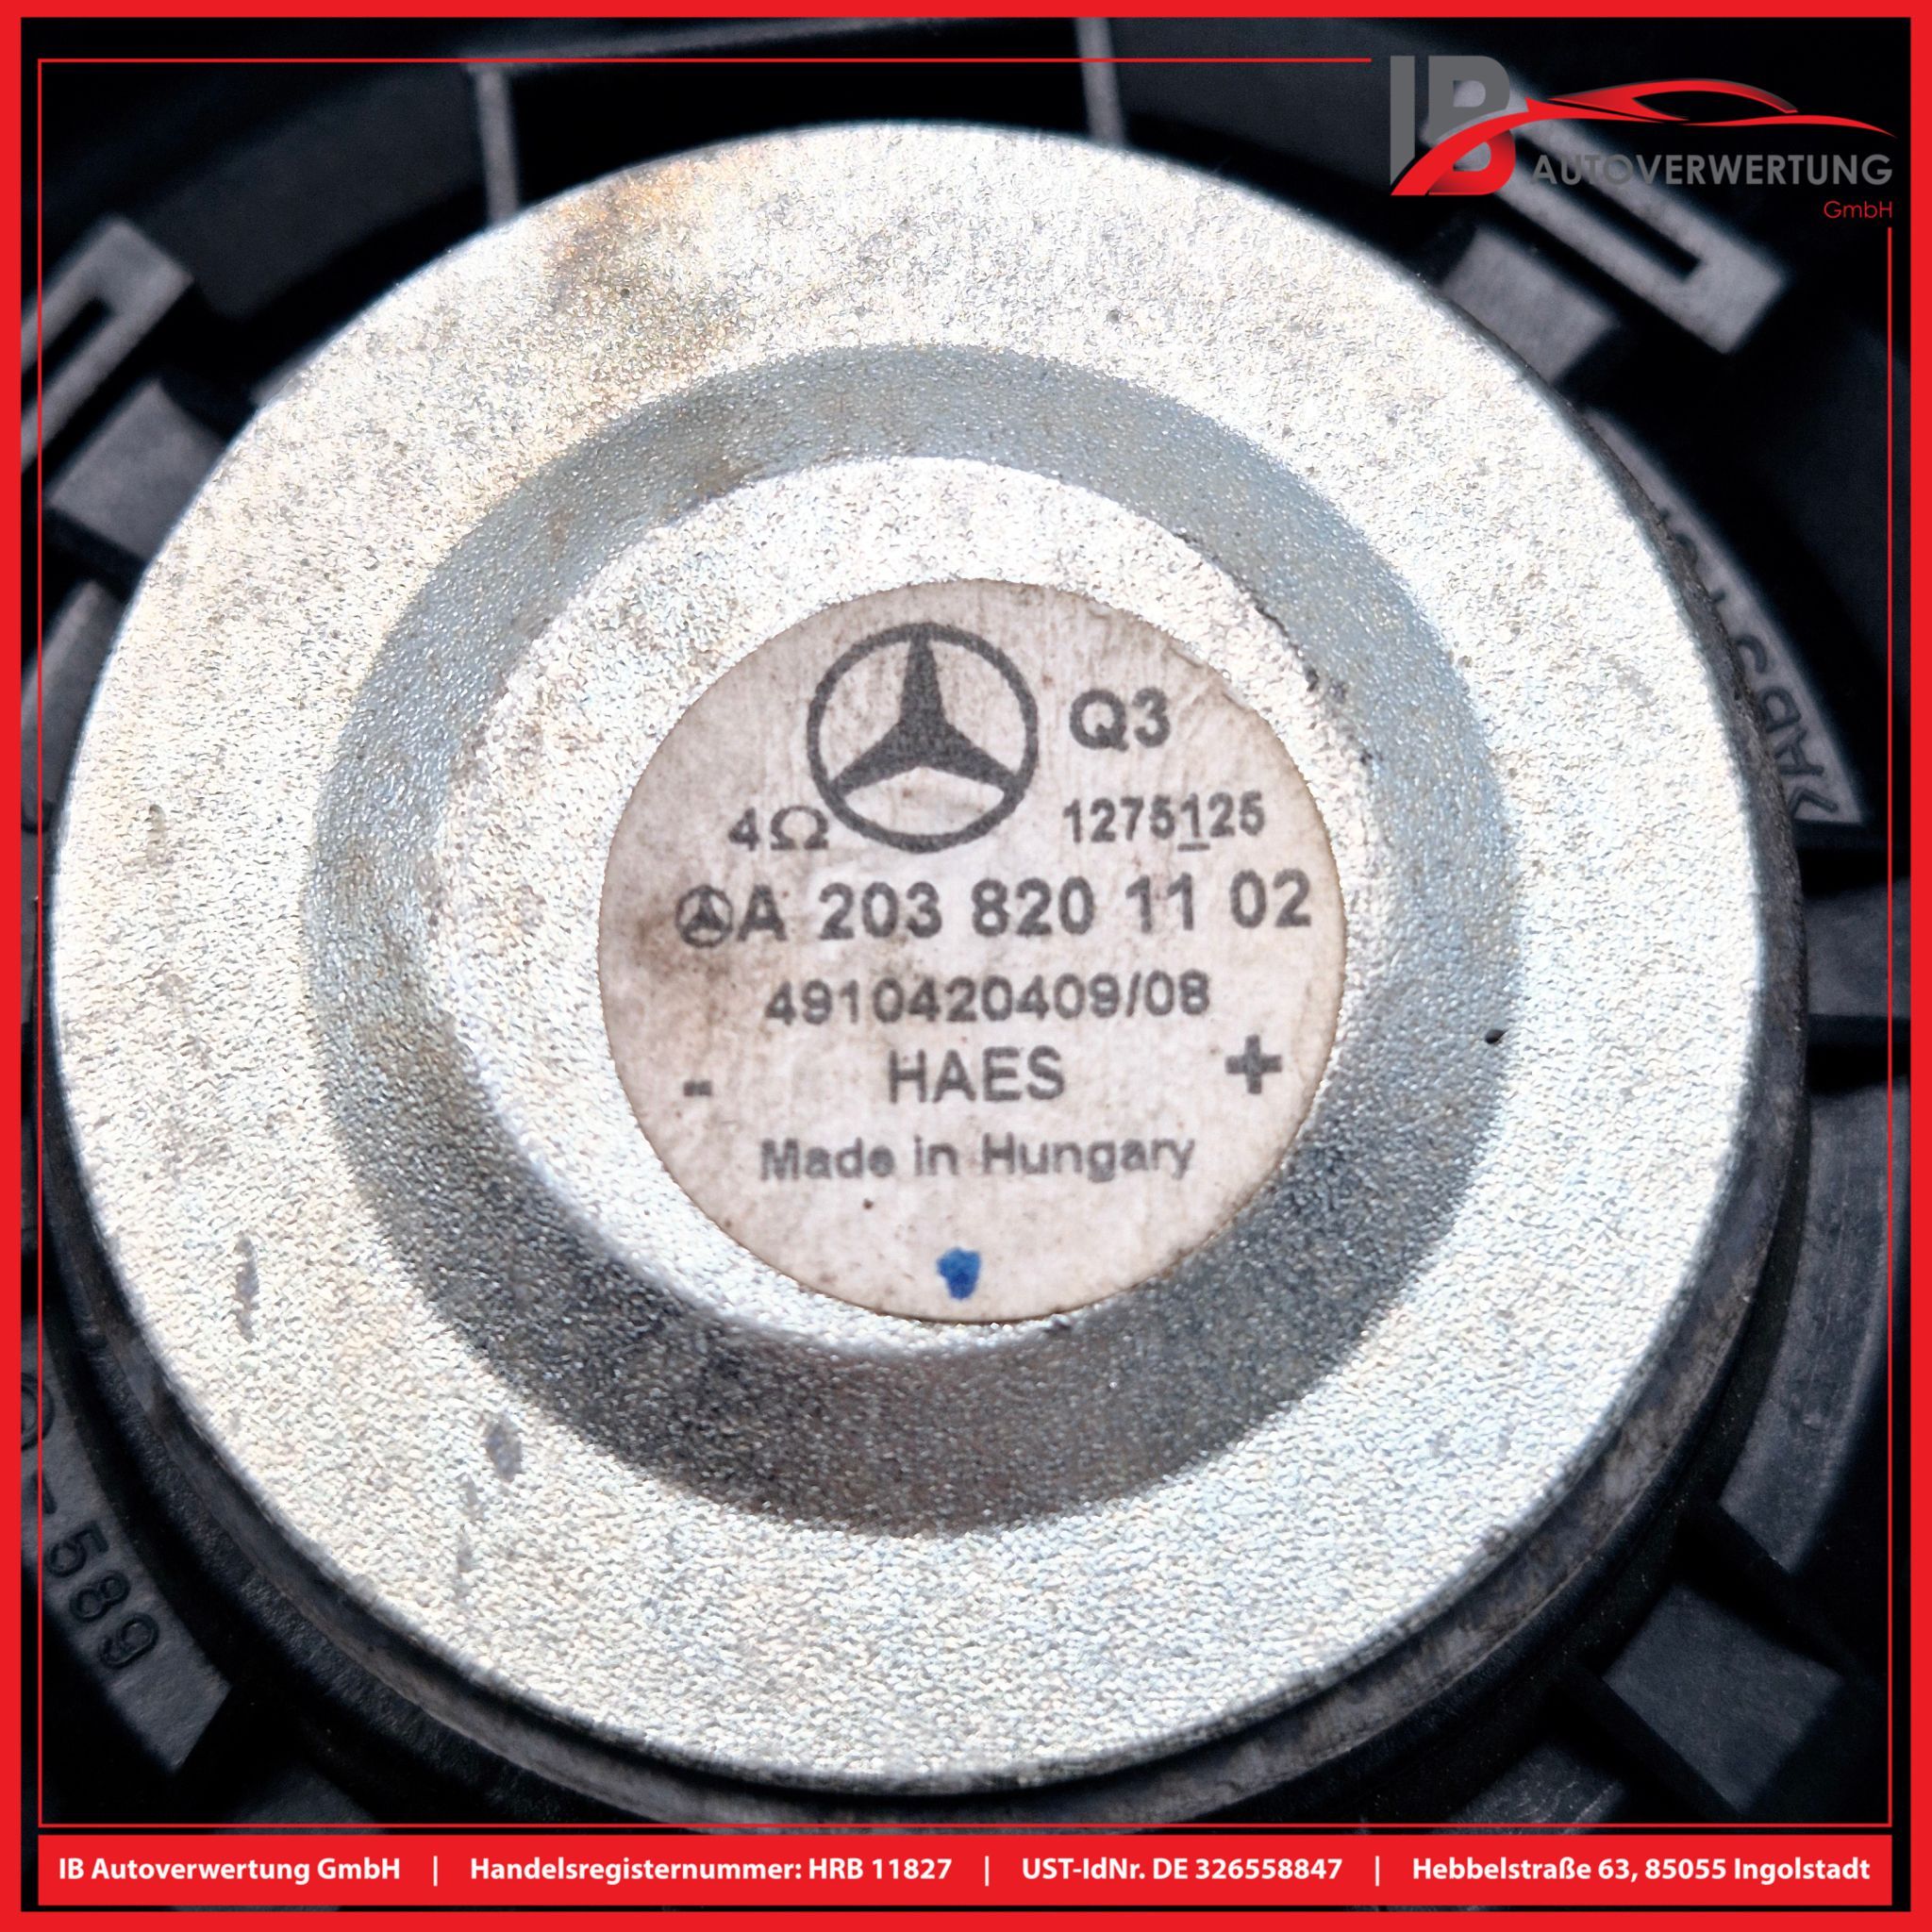 IB
AUTOVERWERTUNG
GmbH
Q3
4Ω
1275125
A 203 820 11 02
4910420409/08
- HAES +
Made in Hungary
>ABS
589
IB Autoverwertung GmbH | Handelsregisternummer: HRB 11827 | UST-IdNr. DE 326558847 | Hebbelstraße 63, 85055 Ingolstadt